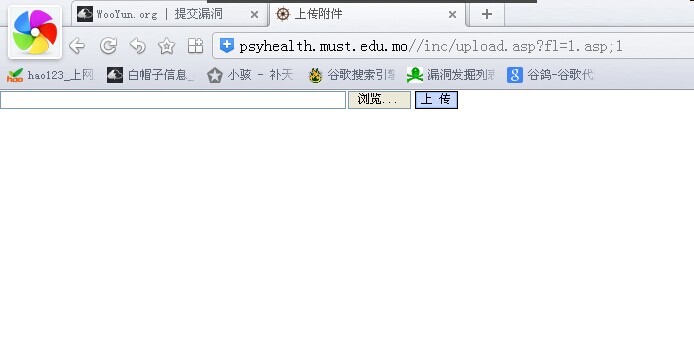 WooYun.org | 提交漏洞
上传附件
psyhealth.must.edu.mo//inc/upload.asp?fl=1.asp;1
hao123_上网
白帽子信息_
小骇 - 补天
谷歌搜索引擎
漏洞发掘列表
谷鸽-谷歌代
浏览...
上 传